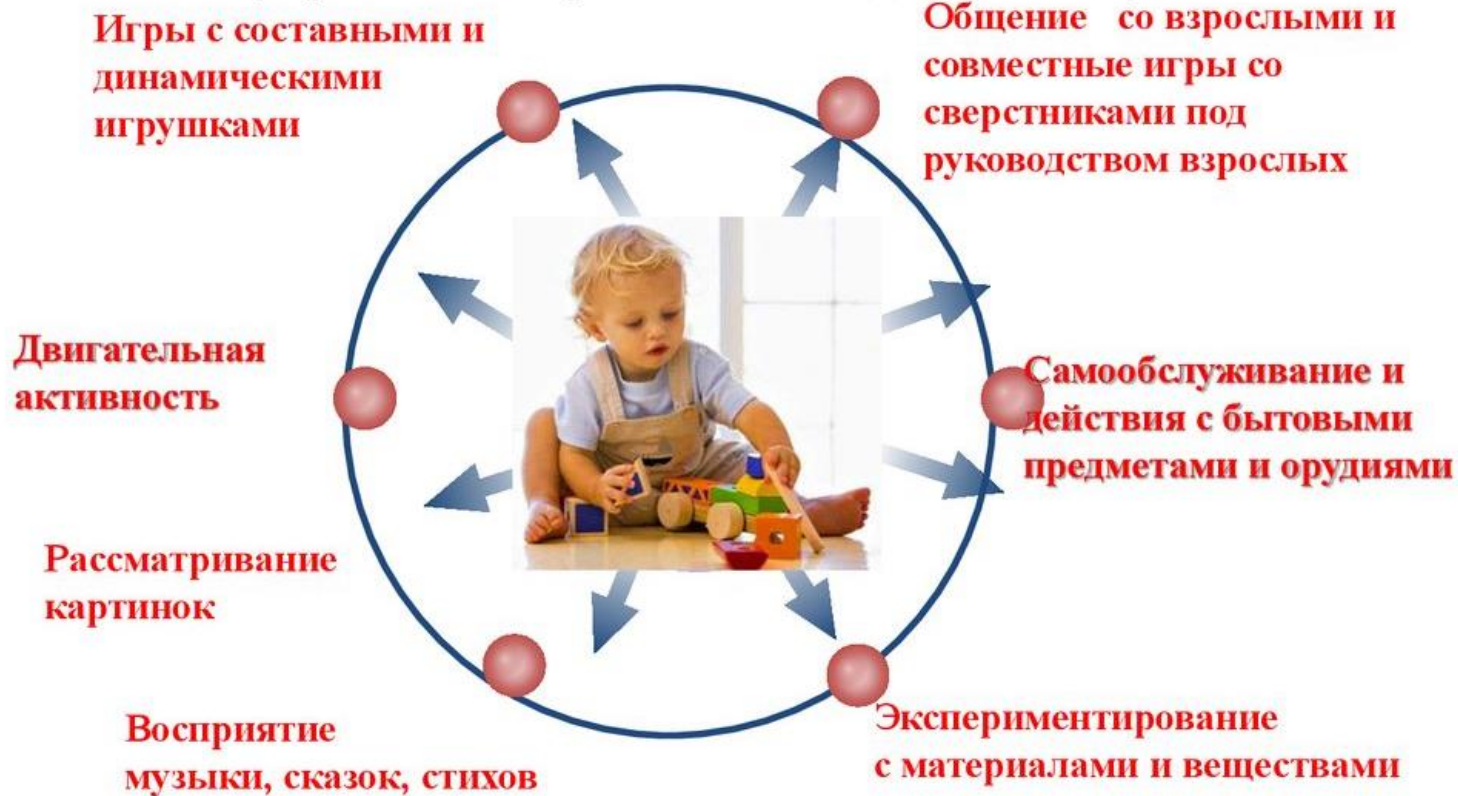 Игры с составными и
динамическими
игрушками
Общение со взрослыми и
совместные игры со
сверстниками под
руководством взрослых
Двигательная
активность
Самообслуживание и
действия с бытовыми
предметами и орудиями
Рассматривание
картинок
Восприятие
музыки, сказок, стихов
Экспериментирование
с материалами и веществами